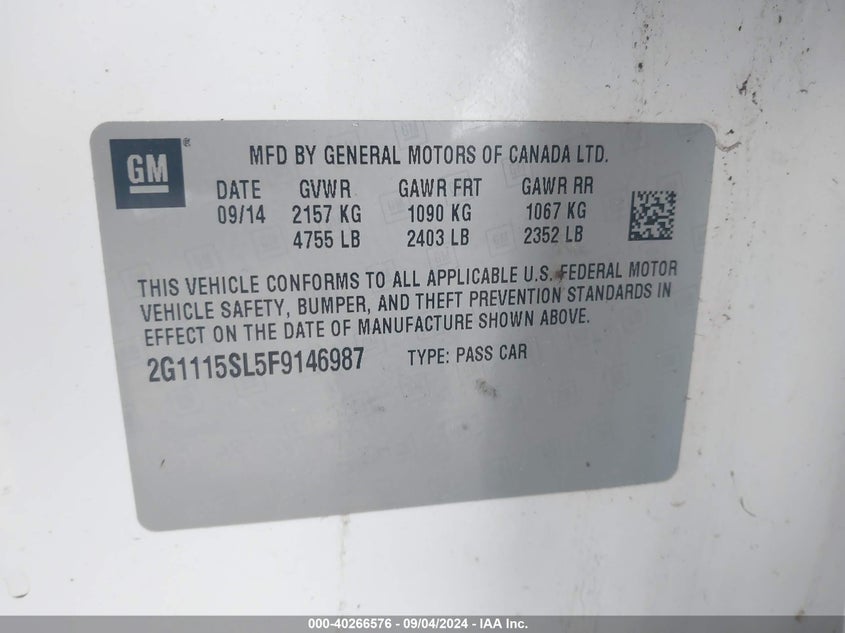 GM®
MFD BY GENERAL MOTORS OF CANADA LTD.
DATE GVWR GAWR FRT GAWR RR
09/14 2157 KG 1090 KG 1067 KG
4755 LB 2403 LB 2352 LB
THIS VEHICLE CONFORMS TO ALL APPLICABLE U.S. FEDERAL MOTOR
VEHICLE SAFETY, BUMPER, AND THEFT PREVENTION STANDARDS IN
EFFECT ON THE DATE OF MANUFACTURE SHOWN ABOVE.
2G1115SL5F9146987 TYPE: PASS CAR
000-40266576 - 09/04/2024 - IAA Inc.